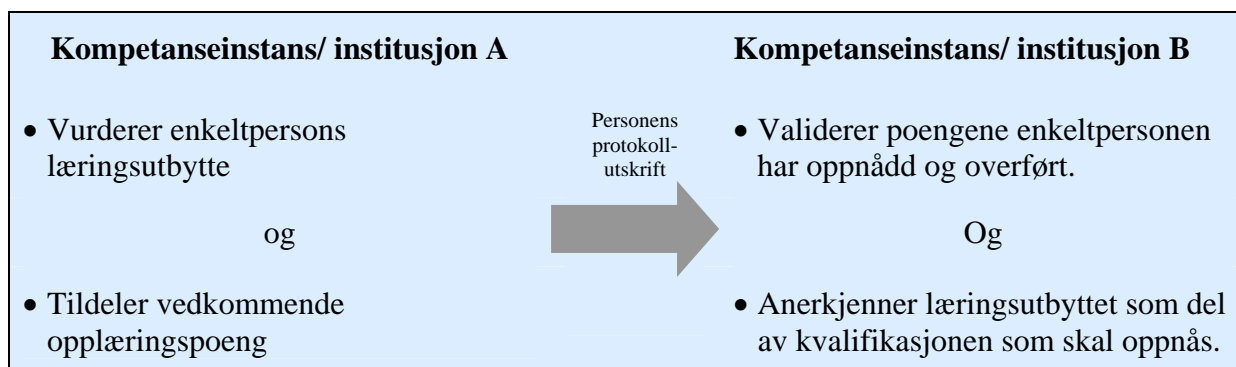 Kompetanseinstans/ institusjon A
• Vurderer enkeltpersons
læringsutbytte
og
• Tildeler vedkommende
opplæringspoeng
Personens
protokoll-
utskrift
Kompetanseinstans/ institusjon B
• Validerer poengene enkeltpersonen
har oppnådd og overført.
Og
• Anerkjenner læringsutbyttet som del
av kvalifikasjonen som skal oppnås.